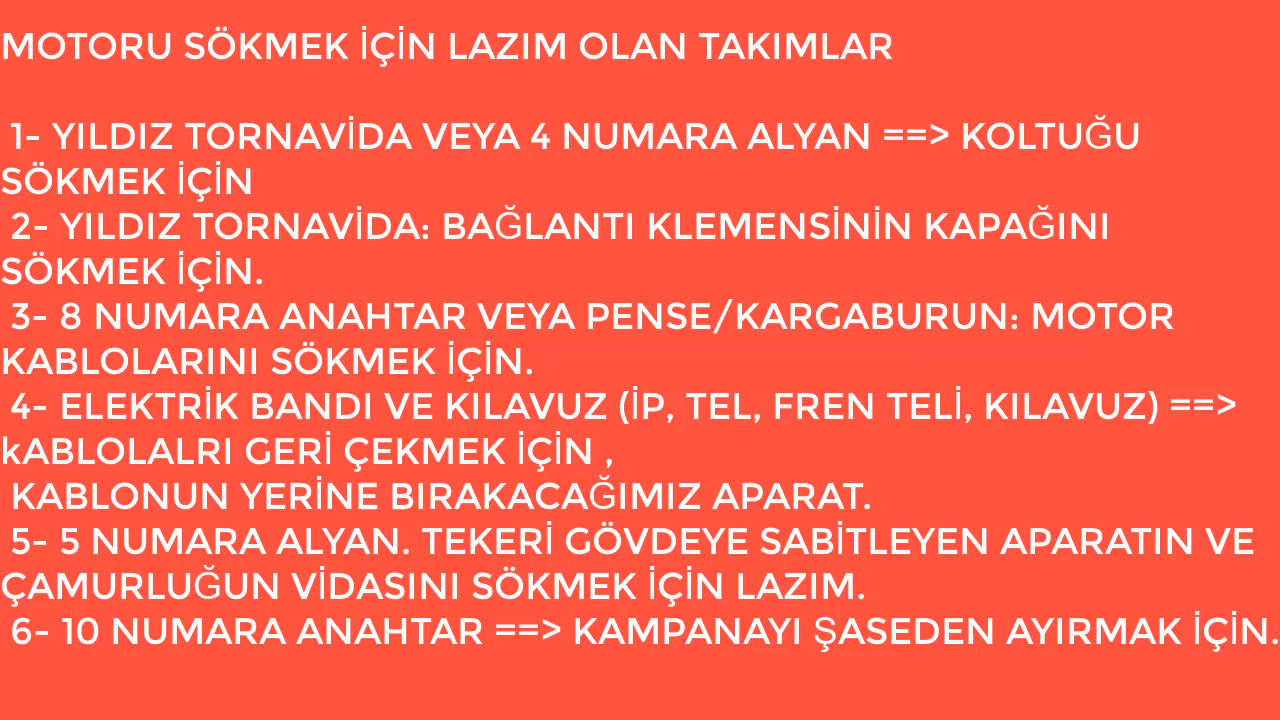 MOTORU SÖKMEK İÇİN LAZIM OLAN TAKIMLAR
1- YILDIZ TORNAVİDA VEYA 4 NUMARA ALYAN ==> KOLTUĞU
SÖKMEK İÇİN
2- YILDIZ TORNAVİDA: BAĞLANTI KLEMENSİNİN KAPAĞINI
SÖKMEK İÇİN.
3- 8 NUMARA ANAHTAR VEYA PENSE/KARGABURUN: MOTOR
KABLOLARINI SÖKMEK İÇİN.
4- ELEKTRİK BANDI VE KILAVUZ (İP, TEL, FREN TELİ, KILAVUZ) ==>
kABLOLALRI GERİ ÇEKMEK İÇİN ,
KABLONUN YERİNE BIRAKACAĞIMIZ APARAT.
5- 5 NUMARA ALYAN. TEKERİ GÖVDEYE SABİTLEYEN APARATIN VE
ÇAMURLUĞUN VİDASINI SÖKMEK İÇİN LAZIM.
6- 10 NUMARA ANAHTAR ==> KAMPANAYI ŞASEDEN AYIRMAK İÇİN.